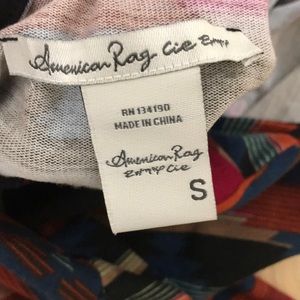 American Rag Cie
RN 134190
MADE IN CHINA
American Rag
Cie
S